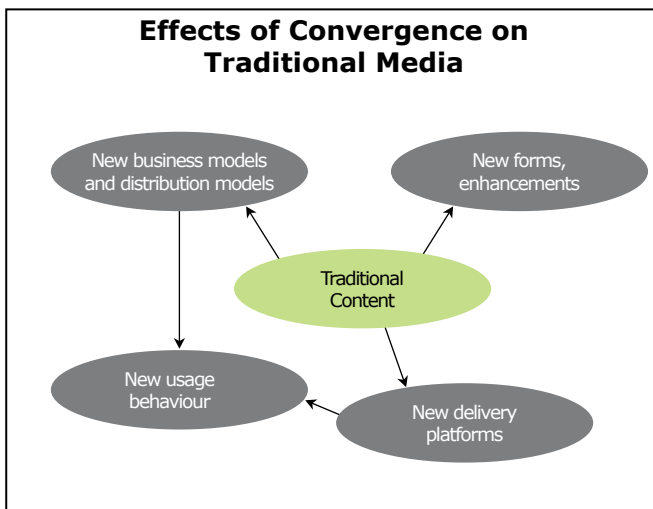 Effects of Convergence on
Traditional Media
New business models
and distribution models
New forms,
enhancements
Traditional
Content
New usage
behaviour
New delivery
platforms